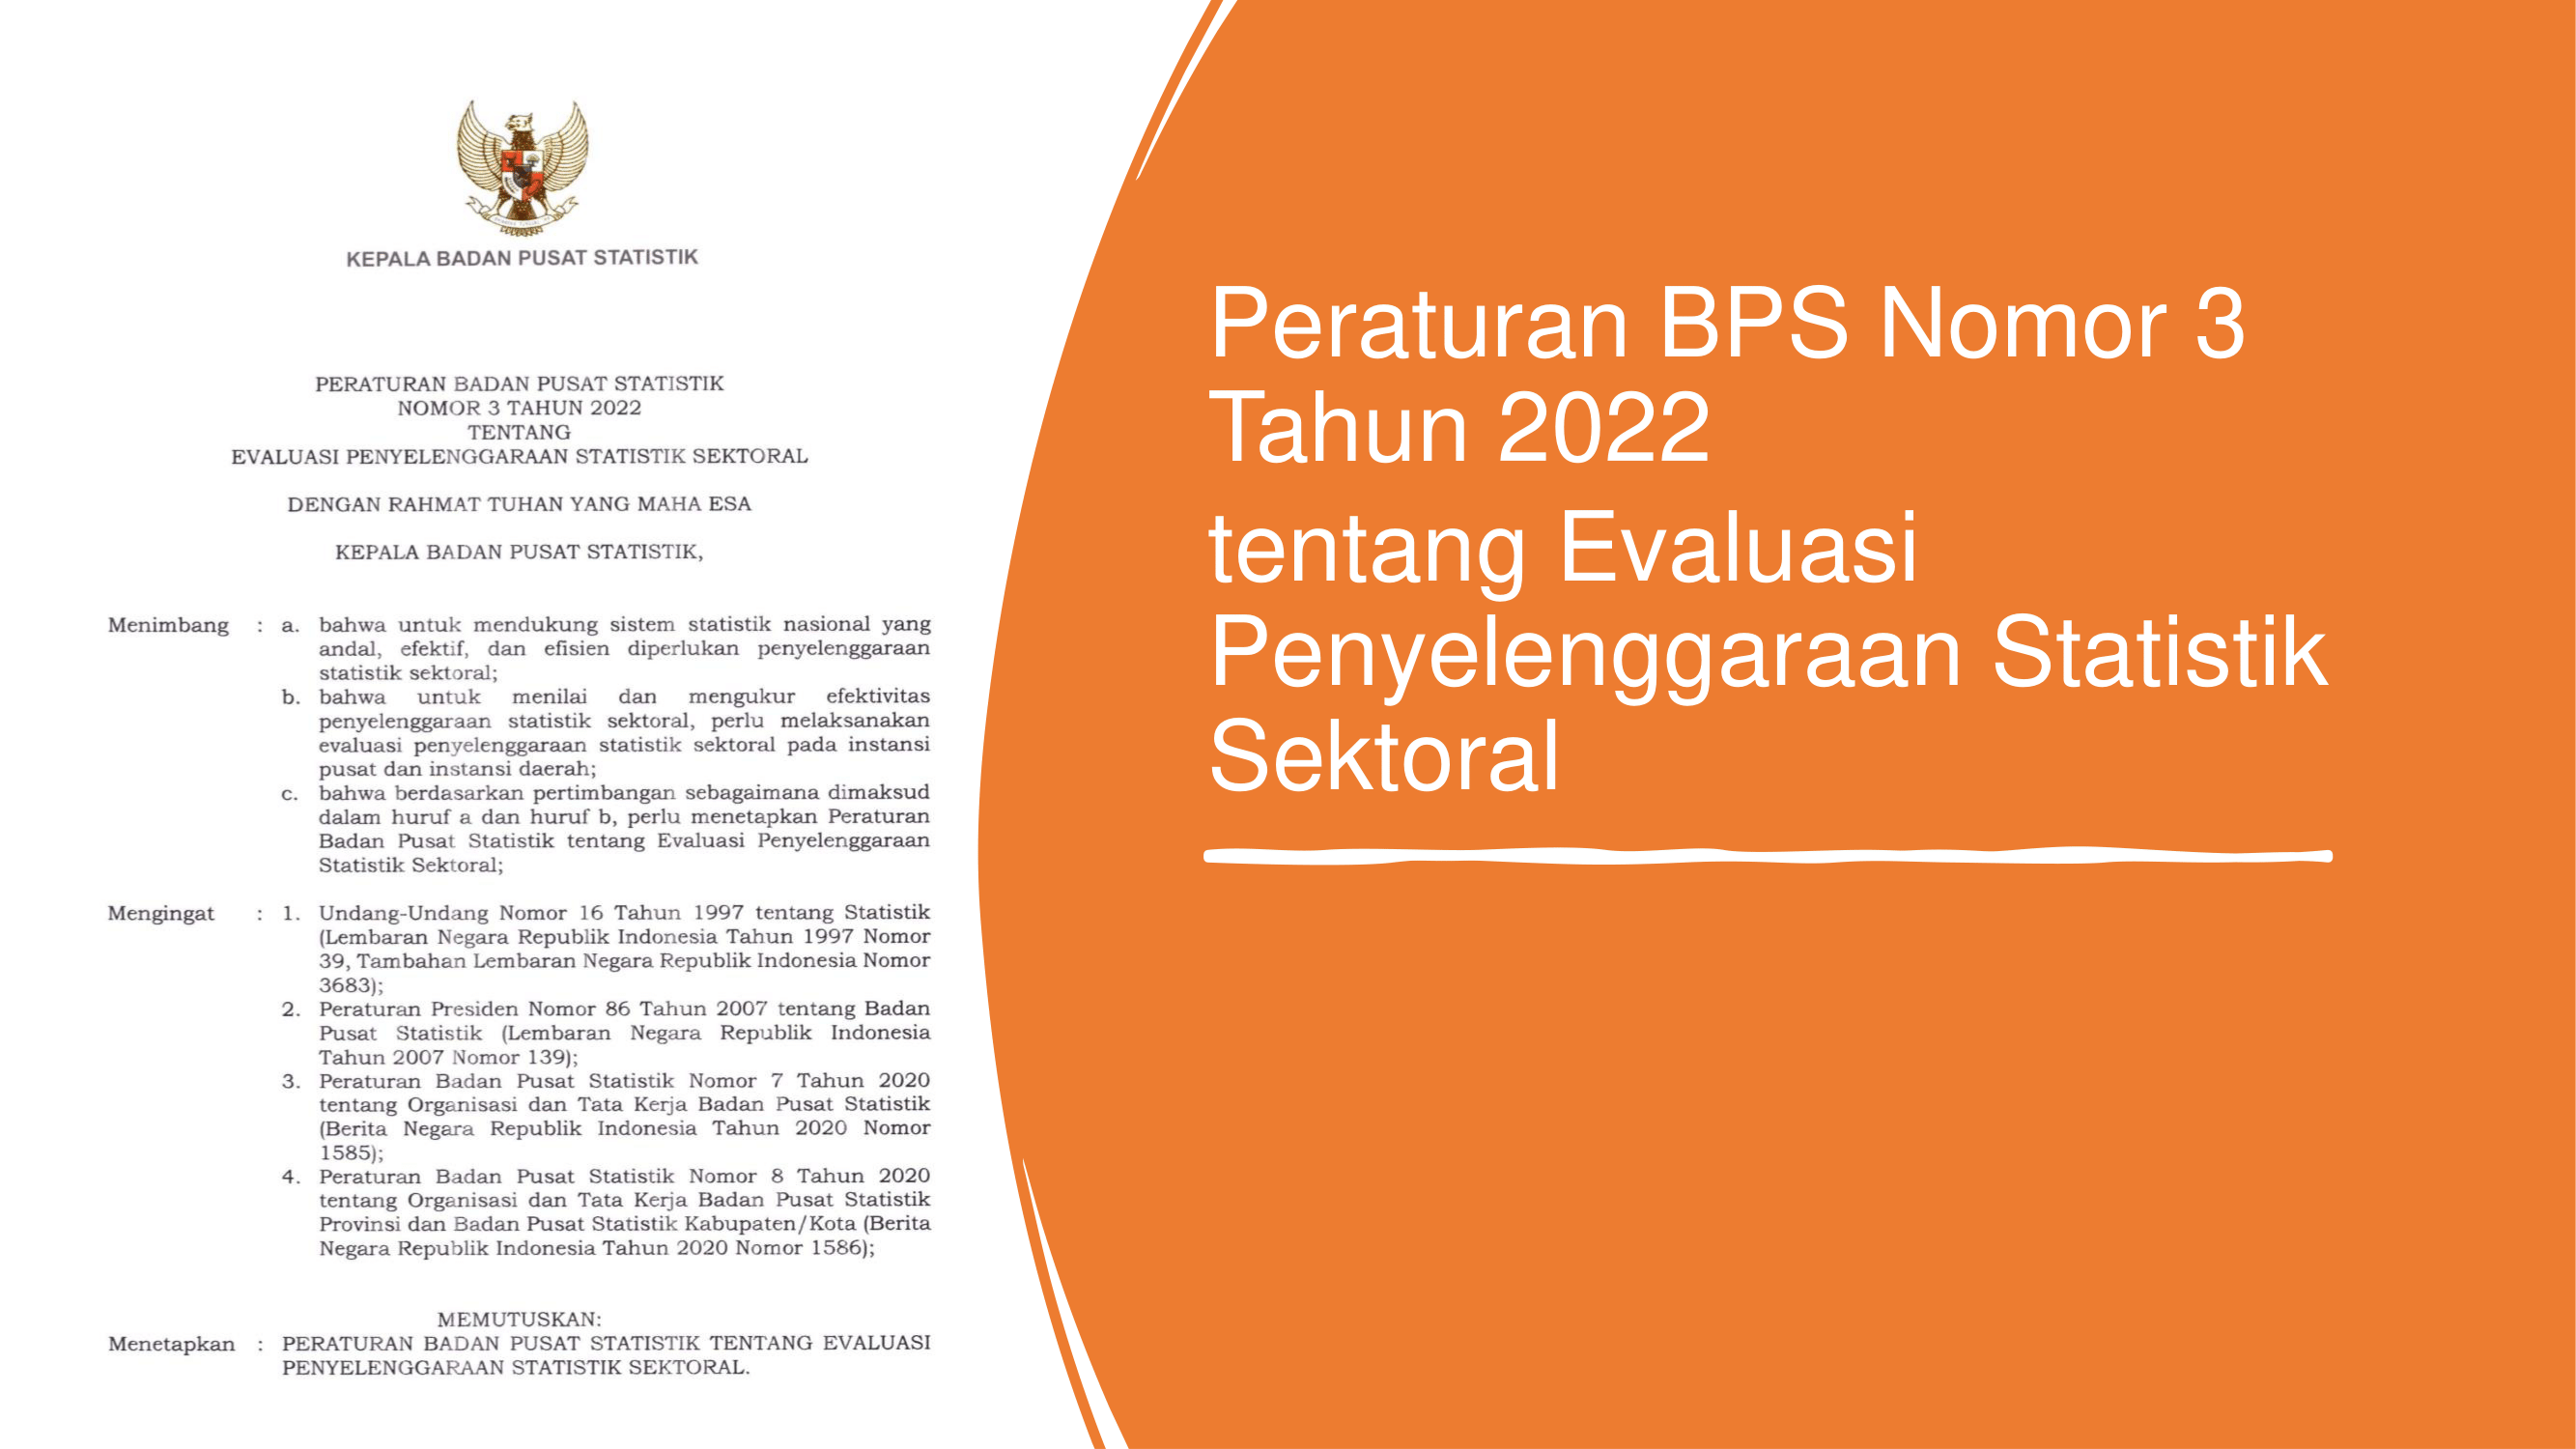 KEPALA BADAN PUSAT STATISTIK
PERATURAN BADAN PUSAT STATISTIK
NOMOR 3 TAHUN 2022
TENTANG
EVALUASI PENYELENGGARAAN STATISTIK SEKTORAL
DENGAN RAHMAT TUHAN YANG MAHA ESA
KEPALA BADAN PUSAT STATISTIK,
Menimbang : a. bahwa untuk mendukung sistem statistik nasional yang
andal, efektif, dan efisien diperlukan penyelenggaraan
statistik sektoral;
b. bahwa untuk menilai dan mengukur efektivitas
penyelenggaraan statistik sektoral, perlu melaksanakan
evaluasi penyelenggaraan statistik sektoral pada instansi
pusat dan instansi daerah;
c. bahwa berdasarkan pertimbangan sebagaimana dimaksud
dalam huruf a dan huruf b, perlu menetapkan Peraturan
Badan Pusat Statistik tentang Evaluasi Penyelenggaraan
Statistik Sektoral;
Mengingat : 1. Undang-Undang Nomor 16 Tahun 1997 tentang Statistik
(Lembaran Negara Republik Indonesia Tahun 1997 Nomor
39, Tambahan Lembaran Negara Republik Indonesia Nomor
3683);
2. Peraturan Presiden Nomor 86 Tahun 2007 tentang Badan
Pusat Statistik (Lembaran Negara Republik Indonesia
Tahun 2007 Nomor 139);
3. Peraturan Badan Pusat Statistik Nomor 7 Tahun 2020
tentang Organisasi dan Tata Kerja Badan Pusat Statistik
(Berita Negara Republik Indonesia Tahun 2020 Nomor
1585);
4. Peraturan Badan Pusat Statistik Nomor 8 Tahun 2020
tentang Organisasi dan Tata Kerja Badan Pusat Statistik
Provinsi dan Badan Pusat Statistik Kabupaten/Kota (Berita
Negara Republik Indonesia Tahun 2020 Nomor 1586);
MEMUTUSKAN:
Menetapkan : PERATURAN BADAN PUSAT STATISTIK TENTANG EVALUASI
PENYELENGGARAAN STATISTIK SEKTORAL.
Peraturan BPS Nomor 3
Tahun 2022
tentang Evaluasi
Penyelenggaraan Statistik
Sektoral